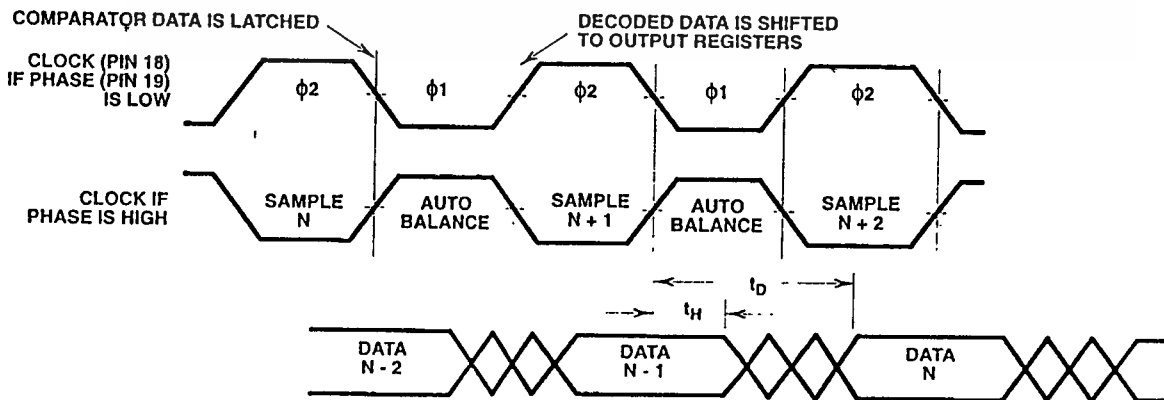 COMPARATOR DATA IS LATCHED
DECODED DATA IS SHIFTED
TO OUTPUT REGISTERS
CLOCK (PIN 18)
IF PHASE (PIN 19)
IS LOW
ϕ2
ϕ1
ϕ2
ϕ1
ϕ2
CLOCK IF
PHASE IS HIGH
SAMPLE
N
AUTO
BALANCE
SAMPLE
N + 1
AUTO
BALANCE
SAMPLE
N + 2
tD
tH
DATA
N - 2
DATA
N - 1
DATA
N